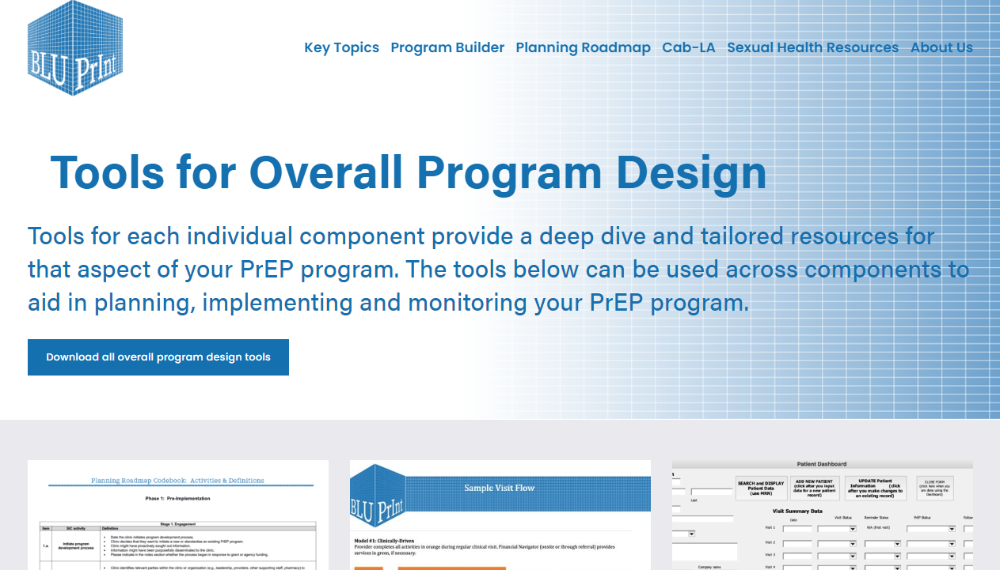 BLU PrInt
Key Topics Program Builder Planning Roadmap Cab-LA Sexual Health Resources About Us
Tools for Overall Program Design
Tools for each individual component provide a deep dive and tailored resources for
that aspect of your PrEP program. The tools below can be used across components to
aid in planning, implementing and monitoring your PrEP program.
Download all overall program design tools
Planning Roadmap Codebook: Activities & Definitions
Phase 1: Pre-Implementation
Stage 1. Engagement
Item SIC activity Definition
1.a. Initiate program
development process
Date the clinic initiates program development process.
Clinic decides that they want to initiate a new or standardize an existing PrEP program.
Clinic might have proactively sought out information.
Information might have been purposefully disseminated to the clinic.
Please indicate in the notes section whether the process began in response to grant or agency funding.
Clinic identifies relevant parties within the clinic or organization (e.g., leadership, providers, other supporting staff, pharmacy) to
BLU PrInt
Sample Visit Flow
Model #1: Clinically-Driven
Provider completes all activities in orange during regular clinical visit. Financial Navigator (onsite or through referral) provides
services in green, if necessary.
Patient Dashboard
SEARCH and DISPLAY
Patient Data
(use MRN)
ADD NEW PATIENT
(click after you input
data for a new patient
record)
UPDATE Patient
Information (click
after you make changes to
an existing record)
CLOSE FORM
(click here when you
are done using the
Dashboard)
Last
Visit Summary Data
Date Visit Status Reminder Status PrEP Status Follow
Visit 1 N/A (first visit)
Visit 2
Visit 3
Visit 4
Company name